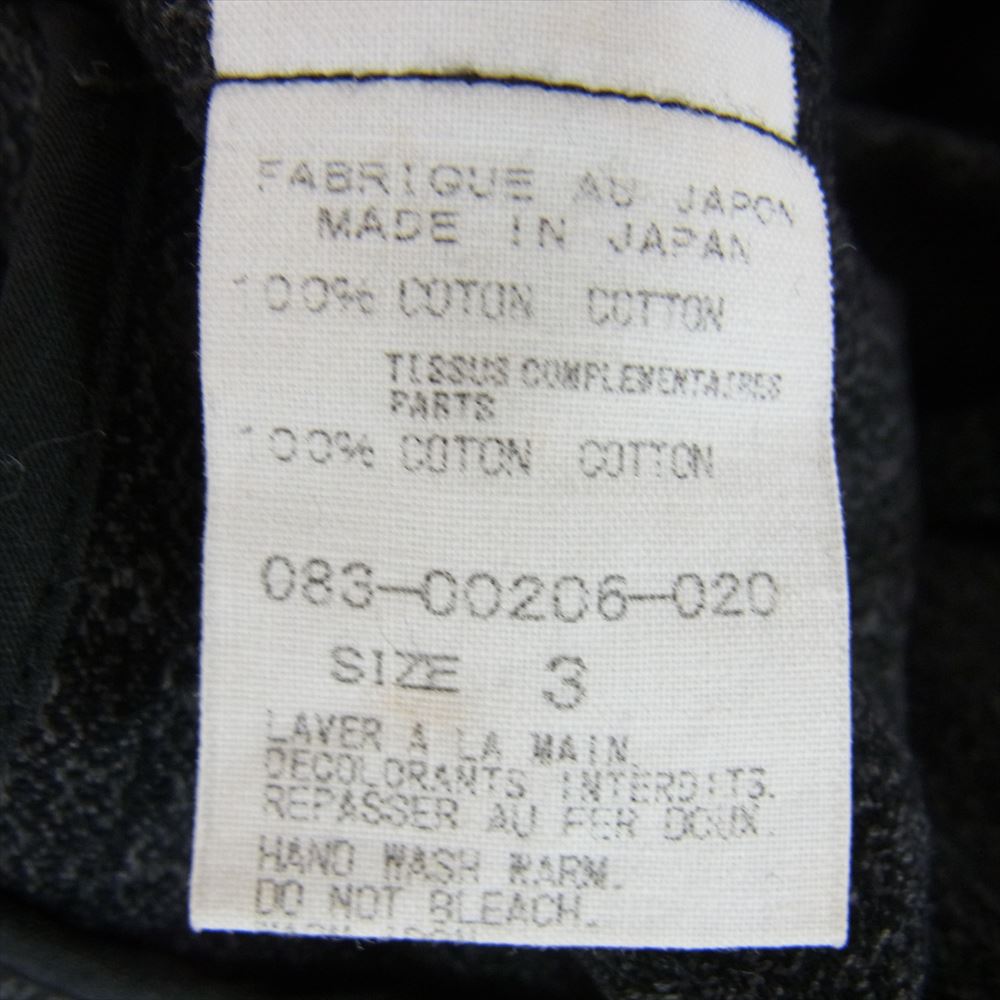 FABRIQUE AU JAPON
MADE IN JAPAN
100% COTON COTTON
TISSUS COMPLEMENTAIRES
PARTS
100% COTON COTTON
083-00206-020
SIZE 3
LAVER A LA MAIN.
DECOLORANTS INTERDITS.
REPASSER AU FER DOUX.
HAND WASH WARM.
DO NOT BLEACH.